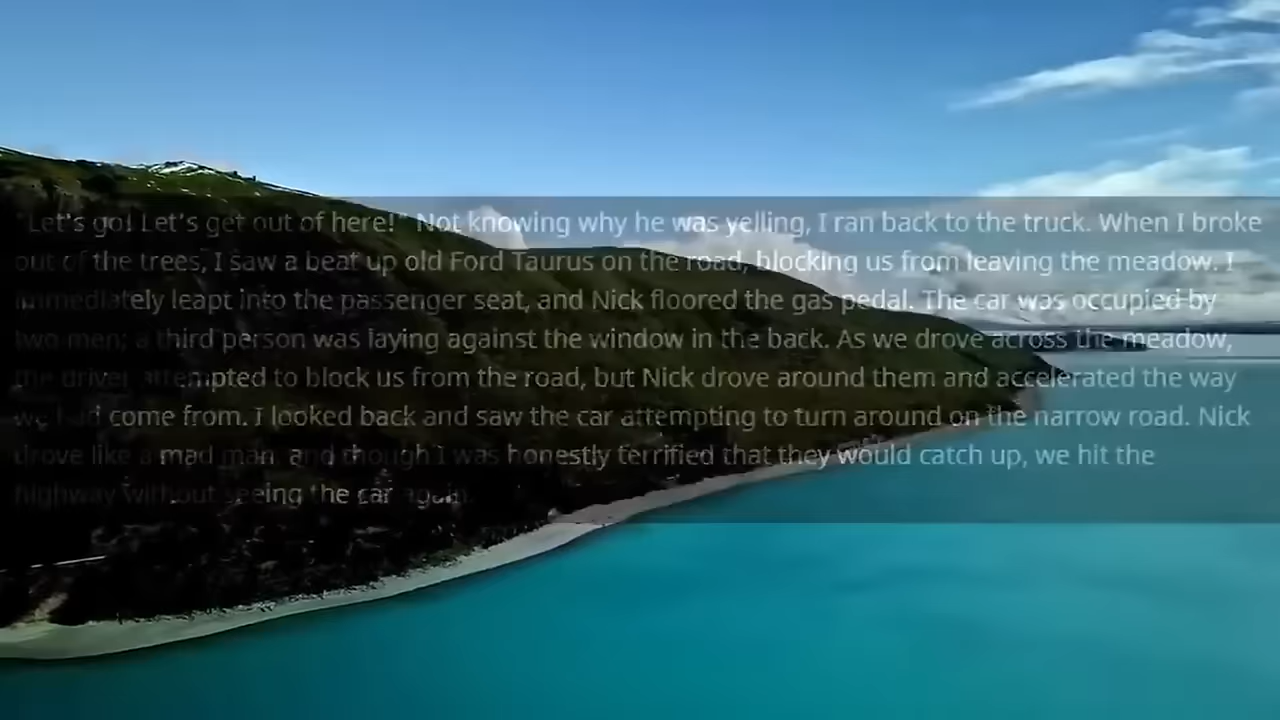 "Let's go! Let's get out of here!" Not knowing why he was yelling, I ran back to the truck. When I broke
out of the trees, I saw a beat up old Ford Taurus on the road, blocking us from leaving the meadow. I
immediately leapt into the passenger seat, and Nick floored the gas pedal. The car was occupied by
two men; a third person was laying against the window in the back. As we drove across the meadow,
the driver attempted to block us from the road, but Nick drove around them and accelerated the way
we had come from. I looked back and saw the car attempting to turn around on the narrow road. Nick
drove like a mad man, and though I was honestly terrified that they would catch up, we hit the
highway without seeing the car again.